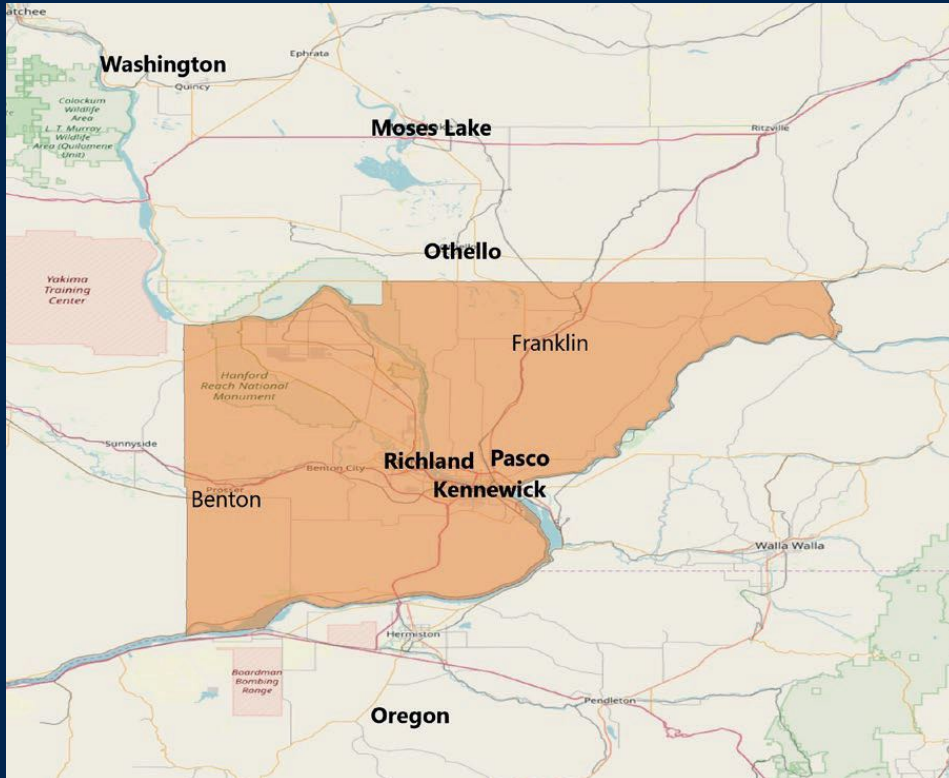 atchee
Ephrata
Washington
Quincy
Colockum
Wildlife
Area
L. T. Murray
Wildlife
Area (Quilomene
Unit)
Moses Lake
Ritzville
Othello
Yakima
Training
Center
Franklin
Hanford
Reach National
Monument
Sunnyside
Benton City
Richland
Pasco
Kennewick
Prosser
Benton
Walla Walla
Hermiston
Boardman
Bombing
Range
Pendleton
Oregon